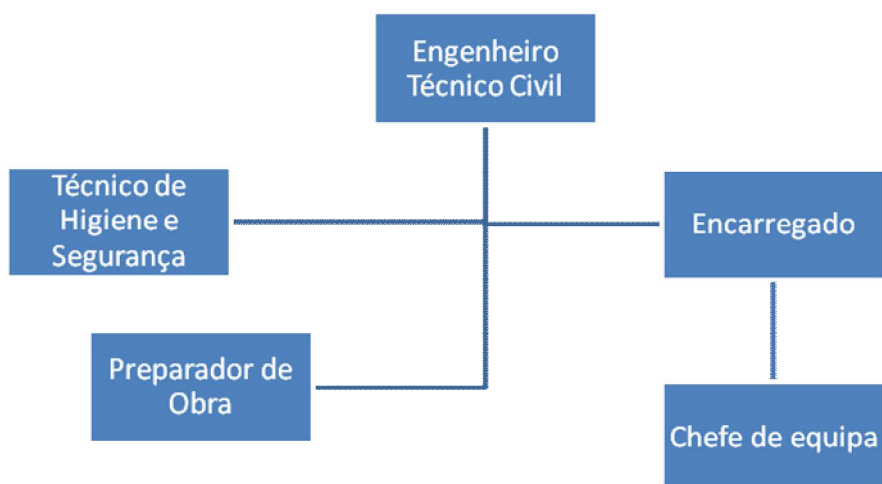 Engenheiro
Técnico Civil
Técnico de
Higiene e
Segurança
Encarregado
Preparador de
Obra
Chefe de equipa